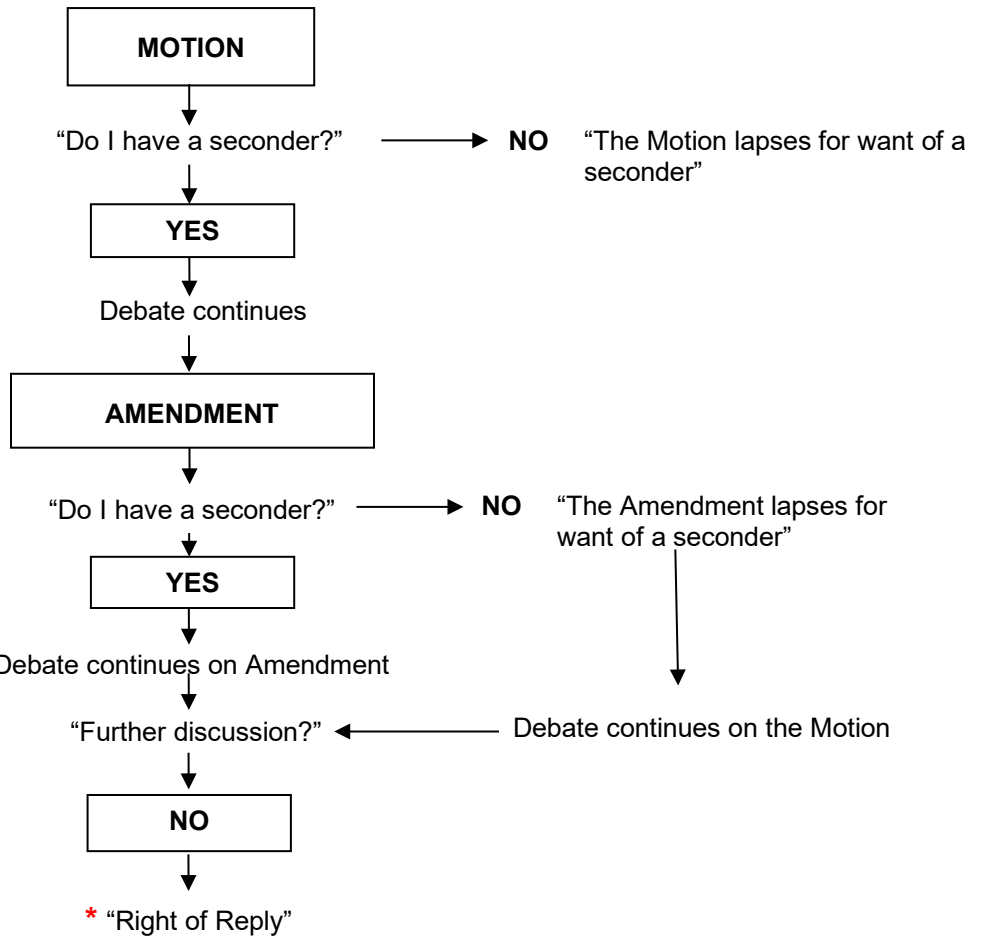 MOTION
“Do I have a seconder?”
NO
“The Motion lapses for want of a
seconder”
YES
Debate continues
AMENDMENT
“Do I have a seconder?”
NO
“The Amendment lapses for
want of a seconder”
YES
Debate continues on Amendment
“Further discussion?”
Debate continues on the Motion
NO
* “Right of Reply”